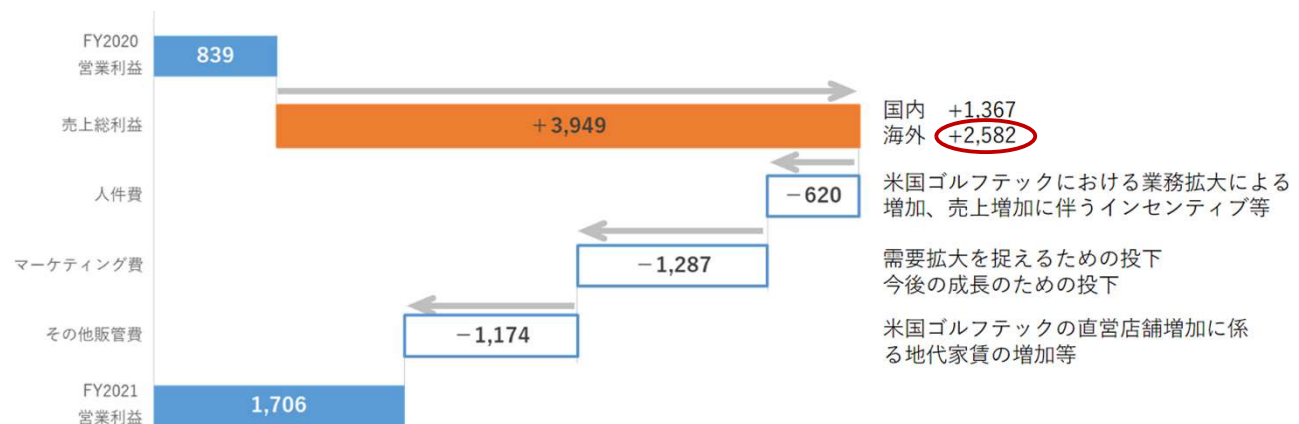 FY2020
営業利益
839
売上総利益
+3,949
国内 +1,367
海外 +2,582
人件費
−620
米国ゴルフテックにおける業務拡大による
増加、売上増加に伴うインセンティブ等
マーケティング費
−1,287
需要拡大を捉えるための投下
今後の成長のための投下
その他販管費
−1,174
米国ゴルフテックの直営店舗増加に係
る地代家賃の増加等
FY2021
営業利益
1,706